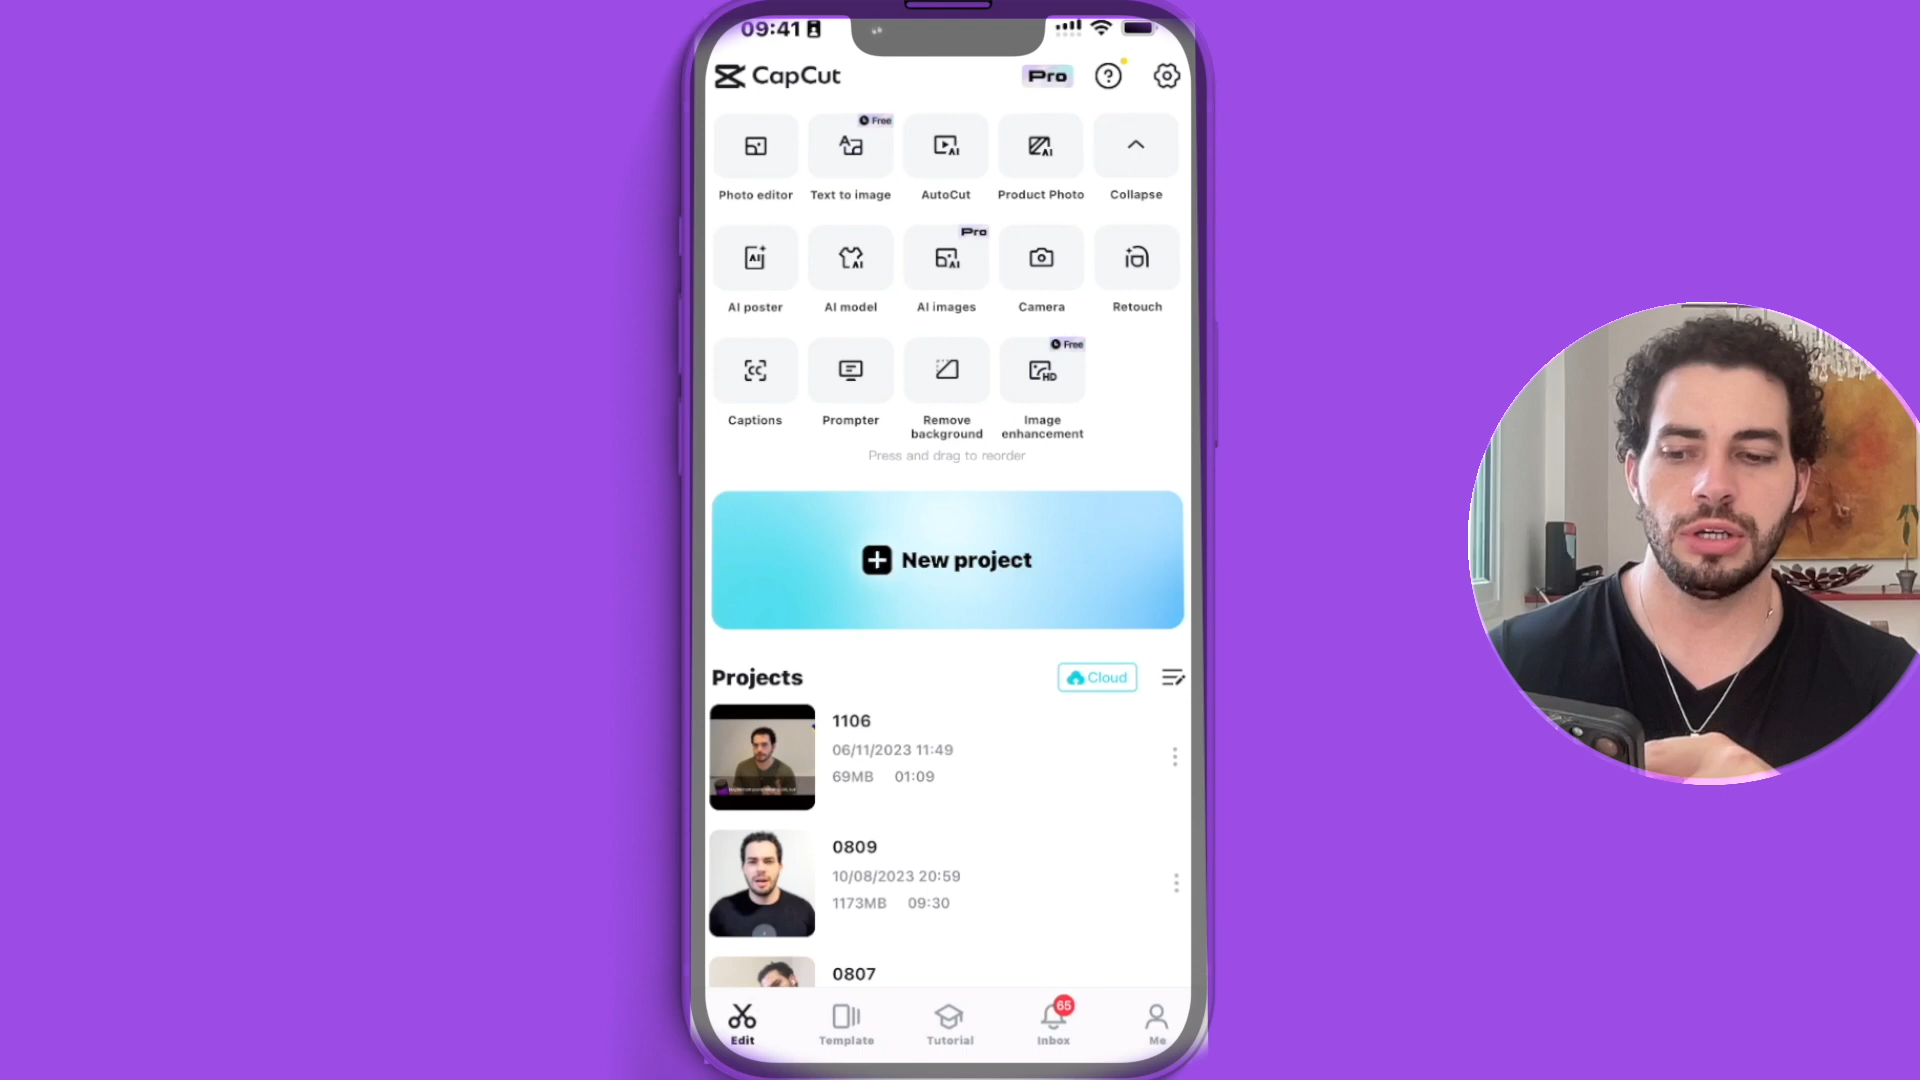 09:41
CapCut
Pro
Free
Photo editor
Text to image
AutoCut
Product Photo
Collapse
Pro
AI poster
AI model
AI images
Camera
Retouch
Free
Captions
Prompter
Remove background
Image enhancement
Press and drag to reorder
New project
Projects
Cloud
1106
06/11/2023 11:49
69MB 01:09
0809
10/08/2023 20:59
1173MB 09:30
0807
Edit
Template
Tutorial
65
Inbox
Me